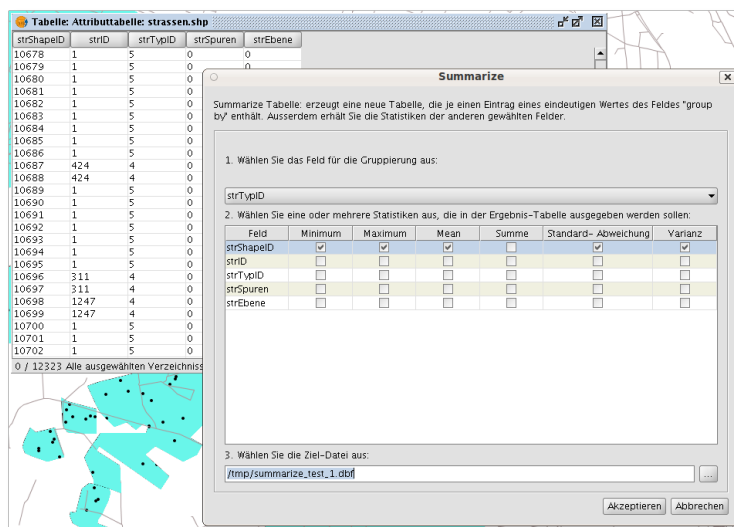 Tabelle: Attributtabelle: strassen.shp
strShapeID strID strTypID strSpuren strEbene
10678 1 5 0 0
10679 1 5 0 0
10680 1 5 0
10681 1 5 0
10682 1 5 0
10683 1 5 0
10684 1 5 0
10685 1 5 0
10686 1 5 0
10687 424 4 0
10688 424 4 0
10689 1 5 0
10690 1 5 0
10691 1 5 0
10692 1 5 0
10693 1 5 0
10694 1 5 0
10695 1 5 0
10696 311 4 0
10697 311 4 0
10698 1247 4 0
10699 1247 4 0
10700 1 5 0
10701 1 5 0
10702 1 5 0
0 / 12323 Alle ausgewählten Verzeichniss
Summarize
Summarize Tabelle: erzeugt eine neue Tabelle, die je einen Eintrag eines eindeutigen Wertes des Feldes "group
by" enthält. Ausserdem erhält Sie die Statistiken der anderen gewählten Felder.
1. Wählen Sie das Feld für die Gruppierung aus:
strTypID
2. Wählen Sie eine oder mehrere Statistiken aus, die in der Ergebnis-Tabelle ausgegeben werden sollen:
Feld Minimum Maximum Mean Summe Standard- Abweichung Varianz
strShapeID
strID
strTypID
strSpuren
strEbene
3. Wählen Sie die Ziel-Datei aus:
/tmp/summarize_test_1.dbf
...
Akzeptieren Abbrechen